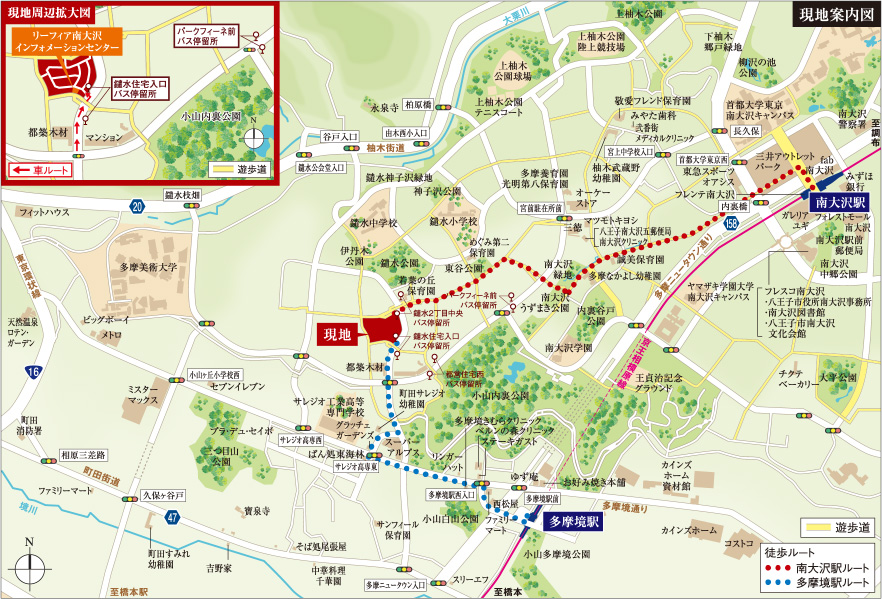 現地周辺拡大図
リーフィア南大沢
インフォメーションセンター
パークフィーネ前
バス停留所
鑓水住宅入口
バス停留所
都築木材
マンション
小山内裏公園
N
車ルート
遊歩道
現地案内図
大栗川
上柚木公園
上柚木公園
陸上競技場
上柚木
公園球場
下柚木
郷戸緑地
柳沢の池
公園
永泉寺
柏原橋
上柚木公園
テニスコート
敬愛フレンド保育園
みやた歯科
武蕃街
メディカルクリニック
首都大学東京
南大沢キャンパス
南大沢
警察署
至調布
谷戸入口
由木西小入口
柚木街道
長久保
宮上中学校入口
首都大学東京西
三井アウトレット
パーク
fab
南大沢
鑓水公会堂入口
多摩養育園
光明第八保育園
柚木武蔵野
幼稚園
東急スポーツ
オアシス
みずほ
銀行
鑓水神子沢緑地
神子沢公園
オーケー
ストア
フレンテ南大沢
南大沢駅
鑓水枝畑
20
フィットハウス
鑓水中学校
鑓水小学校
宮前駐在所前
三徳
マツモトキヨシ
八王子南大沢五郵便局
南大沢クリニック
内裏橋
158
ガレリア
ユギ
フォレストモール
南大沢
南大沢駅前
郵便局
伊丹木
公園
めぐみ第二
保育園
多摩美術大学
鑓水公園
東谷公園
南大沢
緑地
誠美保育園
多摩なかよし幼稚園
多摩ニュータウン通り
南大沢
中郷公園
東京環状線
若葉の丘
保育園
パークフィーネ前
バス停留所
南大沢
うずまき公園
内裏谷戸
公園
ヤマザキ学園大学
南大沢キャンパス
フレスコ南大沢
・八王子市役所南大沢事務所
・南大沢図書館
・八王子市南大沢
文化会館
天然温泉
ロテン・
ガーデン
ビッグボーイ
メトロ
現地
鑓水2丁目中央
バス停留所
鑓水住宅入口
バス停留所
京王相模原線
16
小山ヶ丘小学校西
セブンイレブン
都築木材
都営住宅西
バス停留所
南大沢学園
小山内裏公園
王貞治記念
グラウンド
チクテ
ベーカリー
大平公園
ミスター
マックス
サレジオ工業高等
専門学校
町田サレジオ
幼稚園
町田
消防署
プラ・デュ・セイボ
グラッチェ
ガーデンズ
多摩境きむらクリニック
ベルンの森クリニック
ステーキガスト
三つ目山
公園
サレジオ高専西
ばん処東海林
スーパー
アルプス
サレジオ高専東
リンガー
ハット
ゆず庵
カインズ
ホーム
資材館
相原三差路
町田街道
お好み焼き本舗
ファミリーマート
久保ヶ谷戸
多摩境駅西入口
多摩境駅前
多摩境通り
西松屋
境川
47
宝泉寺
サンフィール
保育園
小山白山公園
ファミリー
マート
多摩境駅
カインズホーム
コストコ
遊歩道
N
町田すみれ
幼稚園
吉野家
そば処尾張屋
小山多摩境公園
中華料理
千華園
多摩ニュータウン入口
スリーエフ
至橋本駅
至橋本
徒歩ルート
南大沢駅ルート
多摩境駅ルート